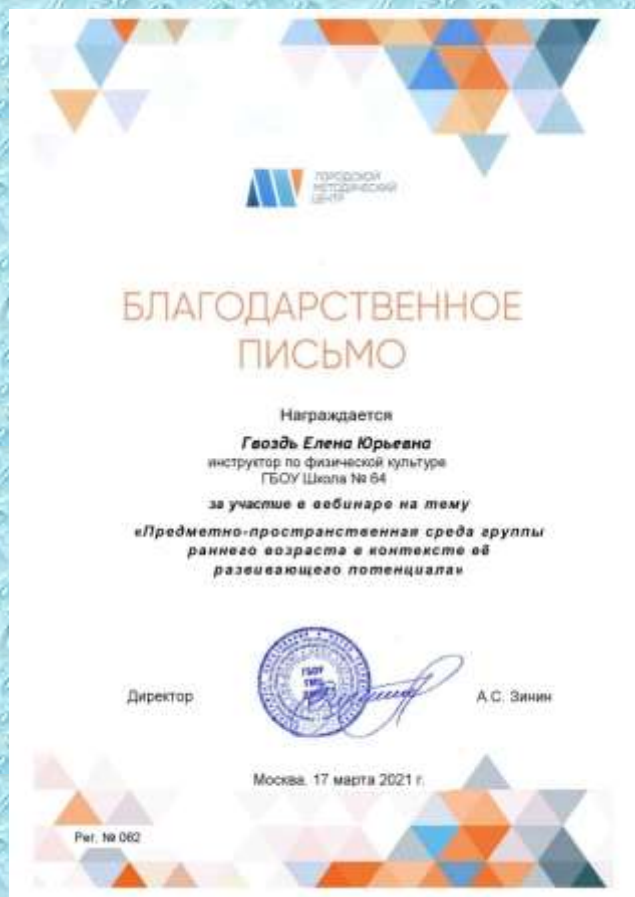 ГОРОДСКОЙ
МЕТОДИЧЕСКИЙ
ЦЕНТР
БЛАГОДАРСТВЕННОЕ
ПИСЬМО
Награждается
Гвоздь Елена Юрьевна
инструктор по физической культуре
ГБОУ Школа № 64
за участие в вебинаре на тему
«Предметно-пространственная среда группы
раннего возраста в контексте её
развивающего потенциала»
ГБОУ
ГМЦ
Директор
А.С. Зинин
Москва, 17 марта 2021 г.
Рег. № 062